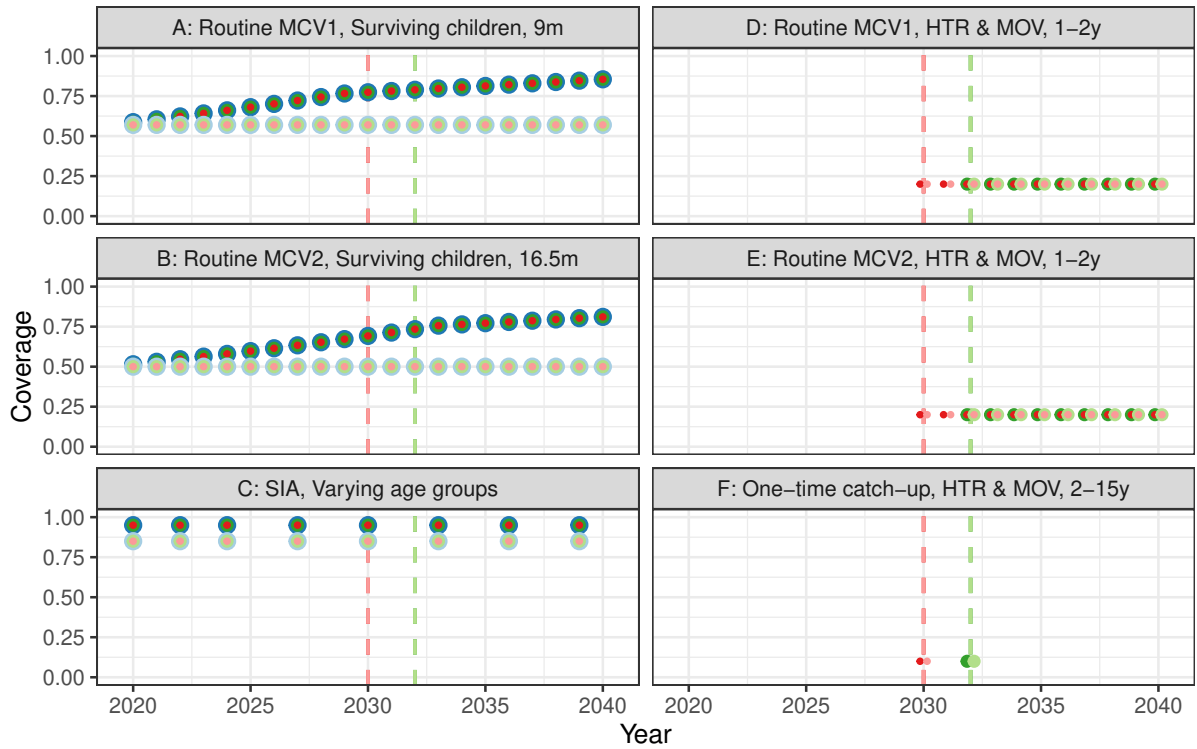 A: Routine MCV1, Surviving children, 9m
D: Routine MCV1, HTR & MOV, 1−2y
1.00
0.75
0.50
0.25
0.00
B: Routine MCV2, Surviving children, 16.5m
E: Routine MCV2, HTR & MOV, 1−2y
1.00
0.75
0.50
0.25
0.00
Coverage
C: SIA, Varying age groups
F: One−time catch−up, HTR & MOV, 2−15y
1.00
0.75
0.50
0.25
0.00
2020 2025 2030 2035 2040 2020 2025 2030 2035 2040
Year